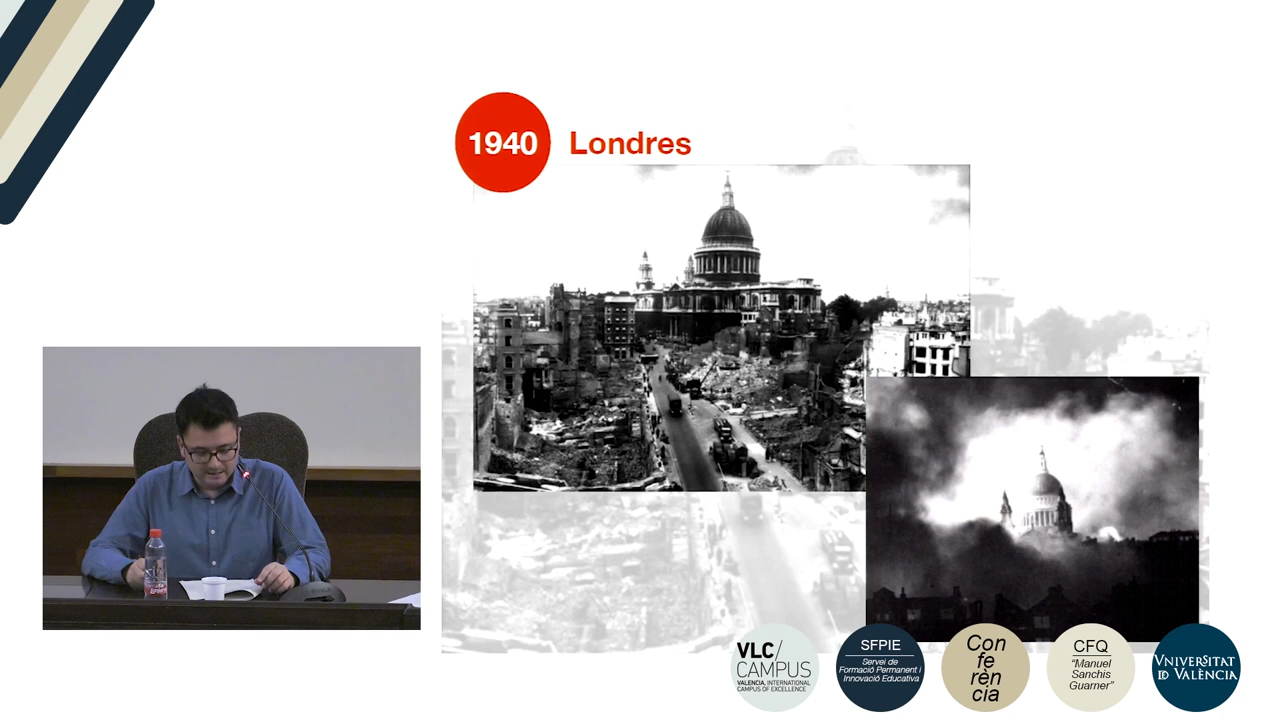 1940 Londres
VLC/
CAMPUS
VALENCIA, INTERNATIONAL
CAMPUS OF EXCELLENCE
SFPIE
Servei de
Formació Permanent i
Innovació Educativa
Con
fe
rèn
cia
CFQ
"Manuel
Sanchis
Guarner"
VNIVERSITAT
ID VALÈNCIA